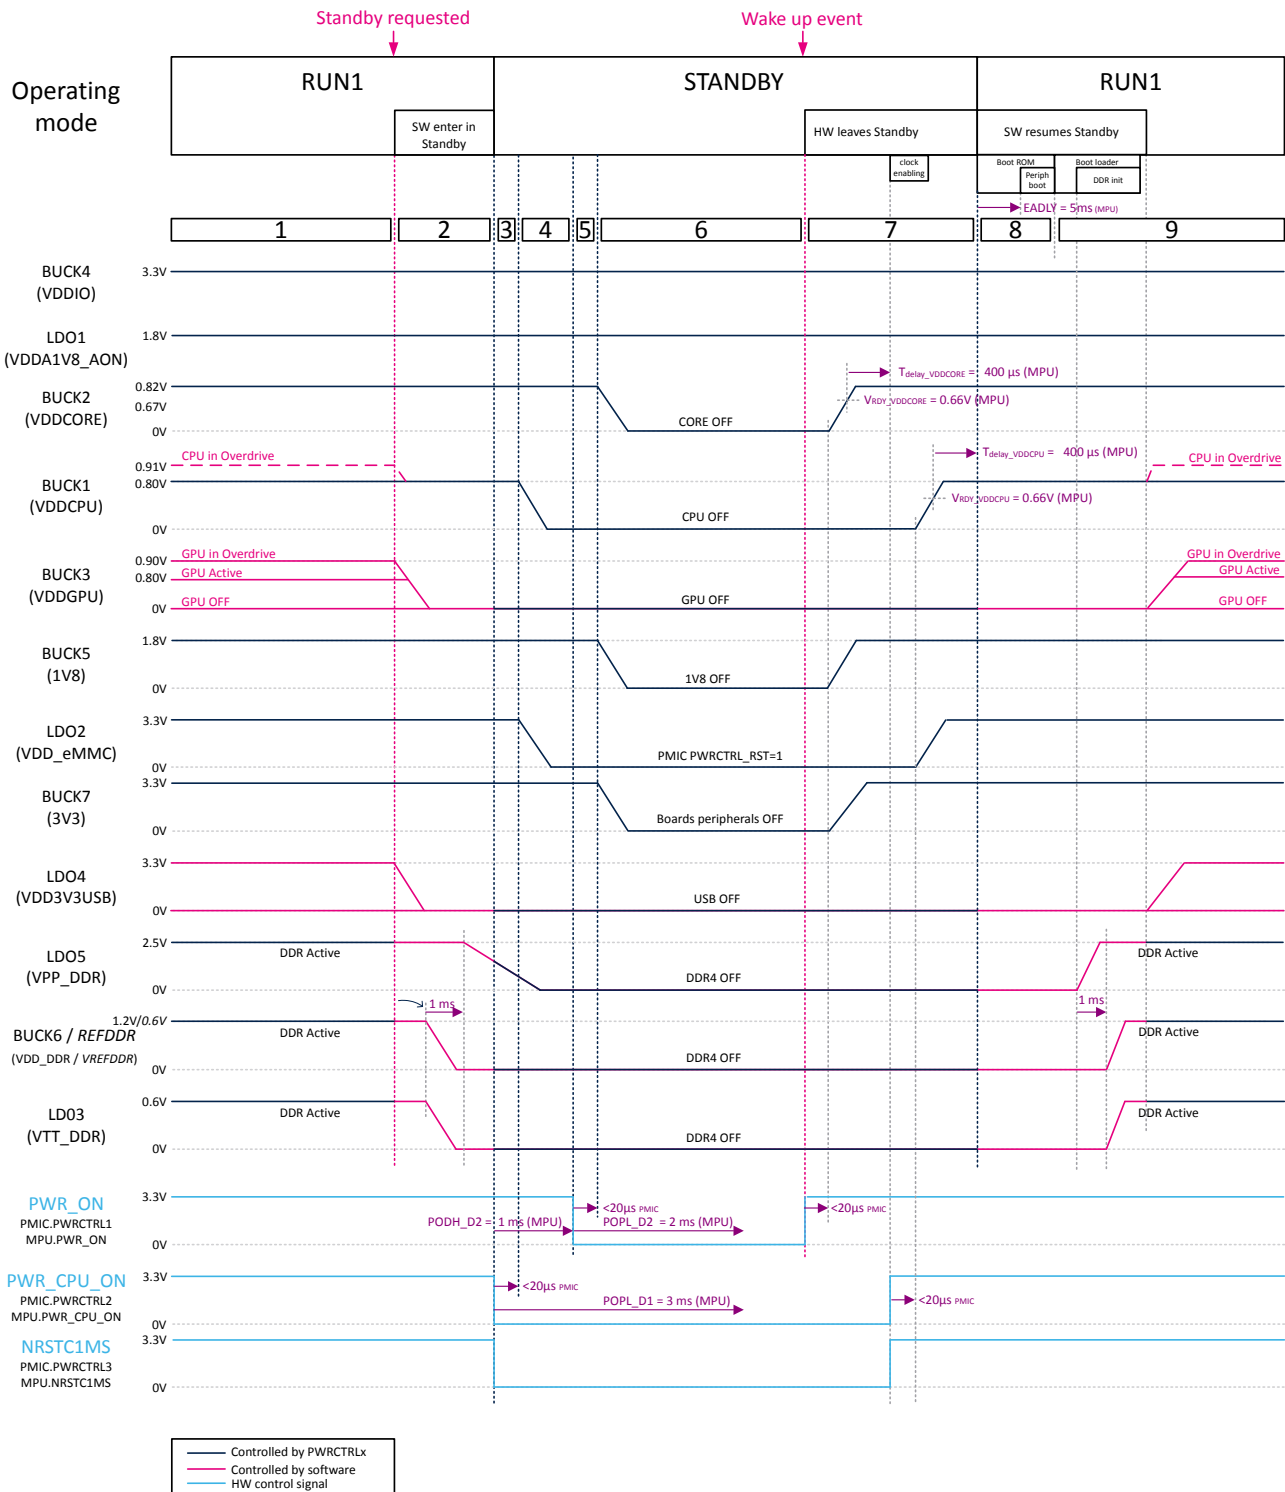 Standby requested
Wake up event
Operating
mode
RUN1
STANDBY
RUN1
SW enter in
Standby
HW leaves Standby
SW resumes Standby
clock
enabling
Boot ROM
Boot loader
Periph
boot
DDR init
EADLY = 5ms (MPU)
1
2
3
4
5
6
7
8
9
BUCK4
(VDDIO)
3.3V
LDO1
(VDDA1V8_AON)
1.8V
BUCK2
(VDDCORE)
0.82V
0.67V
0V
CORE OFF
Tdelay_VDDCORE = 400 µs (MPU)
VRDY_VDDCORE = 0.66V (MPU)
BUCK1
(VDDCPU)
0.91V
0.80V
0V
CPU in Overdrive
CPU OFF
Tdelay_VDDCPU = 400 µs (MPU)
VRDY_VDDCPU = 0.66V (MPU)
CPU in Overdrive
BUCK3
(VDDGPU)
0.90V
0.80V
0V
GPU in Overdrive
GPU Active
GPU OFF
GPU OFF
GPU in Overdrive
GPU Active
GPU OFF
BUCK5
(1V8)
1.8V
0V
1V8 OFF
LDO2
(VDD_eMMC)
3.3V
0V
PMIC PWRCTRL_RST=1
BUCK7
(3V3)
3.3V
0V
Boards peripherals OFF
LDO4
(VDD3V3USB)
3.3V
0V
USB OFF
LDO5
(VPP_DDR)
2.5V
0V
DDR Active
DDR4 OFF
DDR Active
1 ms
1 ms
BUCK6 / REFDDR
(VDD_DDR / VREFDDR)
1.2V/0.6V
0V
DDR Active
DDR4 OFF
DDR Active
LD03
(VTT_DDR)
0.6V
0V
DDR Active
DDR4 OFF
DDR Active
PWR_ON
PMIC.PWRCTRL1
MPU.PWR_ON
3.3V
0V
<20µs PMIC
PODH_D2 = 1 ms (MPU)
POPL_D2 = 2 ms (MPU)
<20µs PMIC
PWR_CPU_ON
PMIC.PWRCTRL2
MPU.PWR_CPU_ON
3.3V
0V
<20µs PMIC
POPL_D1 = 3 ms (MPU)
<20µs PMIC
NRSTC1MS
PMIC.PWRCTRL3
MPU.NRSTC1MS
3.3V
0V
Controlled by PWRCTRLx
Controlled by software
HW control signal